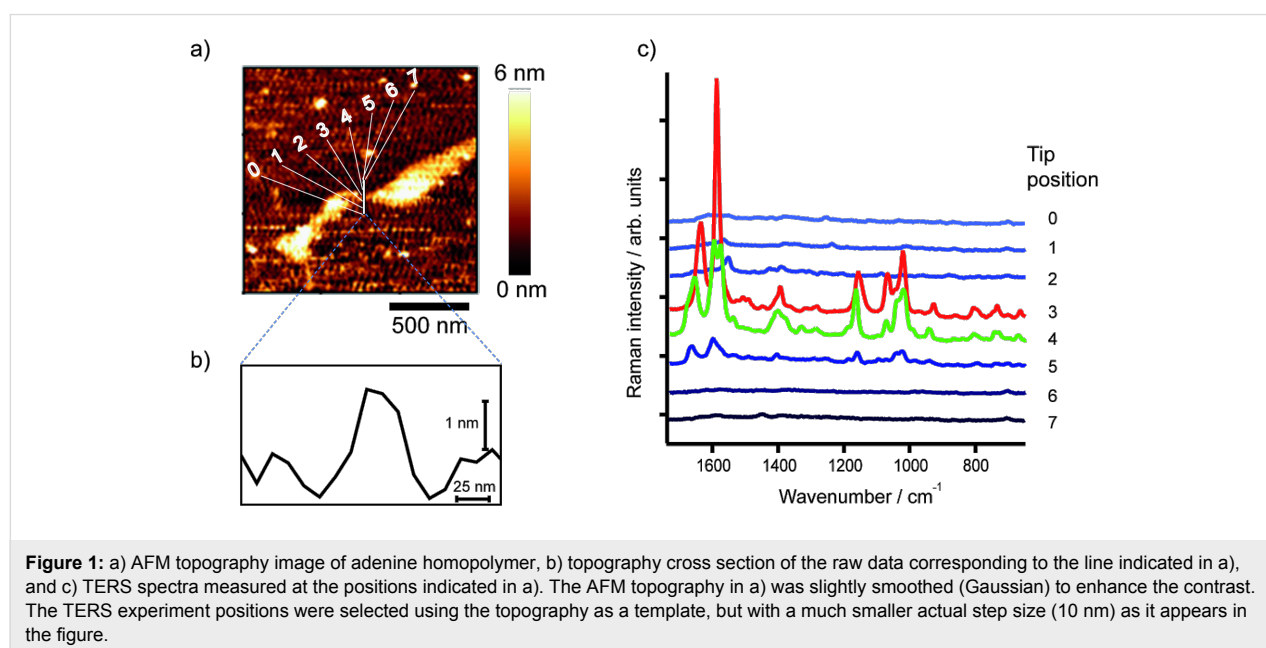 a)
6 nm
0 1 2 3 4 5 6 7
0 nm
500 nm
b)
1 nm
25 nm
c)
Raman intensity / arb. units
Tip
position
0
1
2
3
4
5
6
7
1600 1400 1200 1000 800
Wavenumber / cm⁻¹
Figure 1: a) AFM topography image of adenine homopolymer, b) topography cross section of the raw data corresponding to the line indicated in a),
and c) TERS spectra measured at the positions indicated in a). The AFM topography in a) was slightly smoothed (Gaussian) to enhance the contrast.
The TERS experiment positions were selected using the topography as a template, but with a much smaller actual step size (10 nm) as it appears in
the figure.